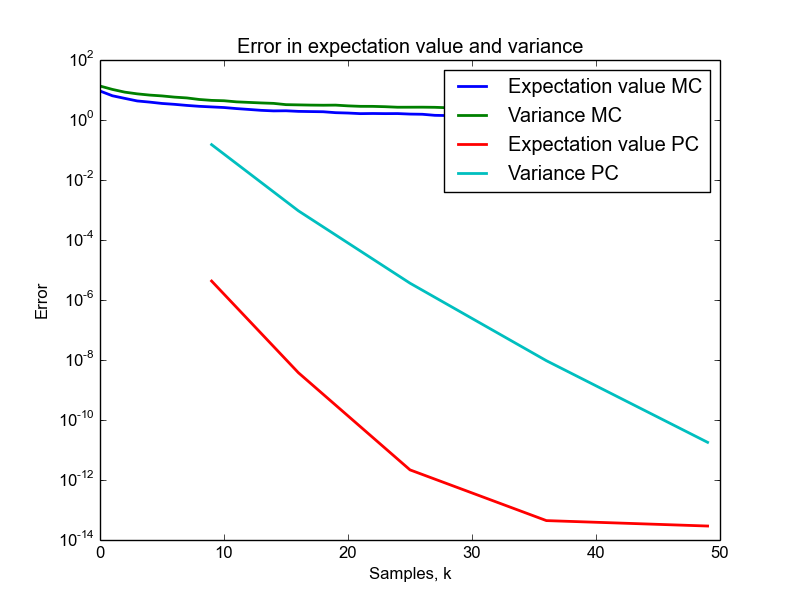 Error in expectation value and variance
Expectation value MC
Variance MC
Expectation value PC
Variance PC
10^2
10^0
10^-2
10^-4
10^-6
10^-8
10^-10
10^-12
10^-14
Error
0 10 20 30 40 50
Samples, k